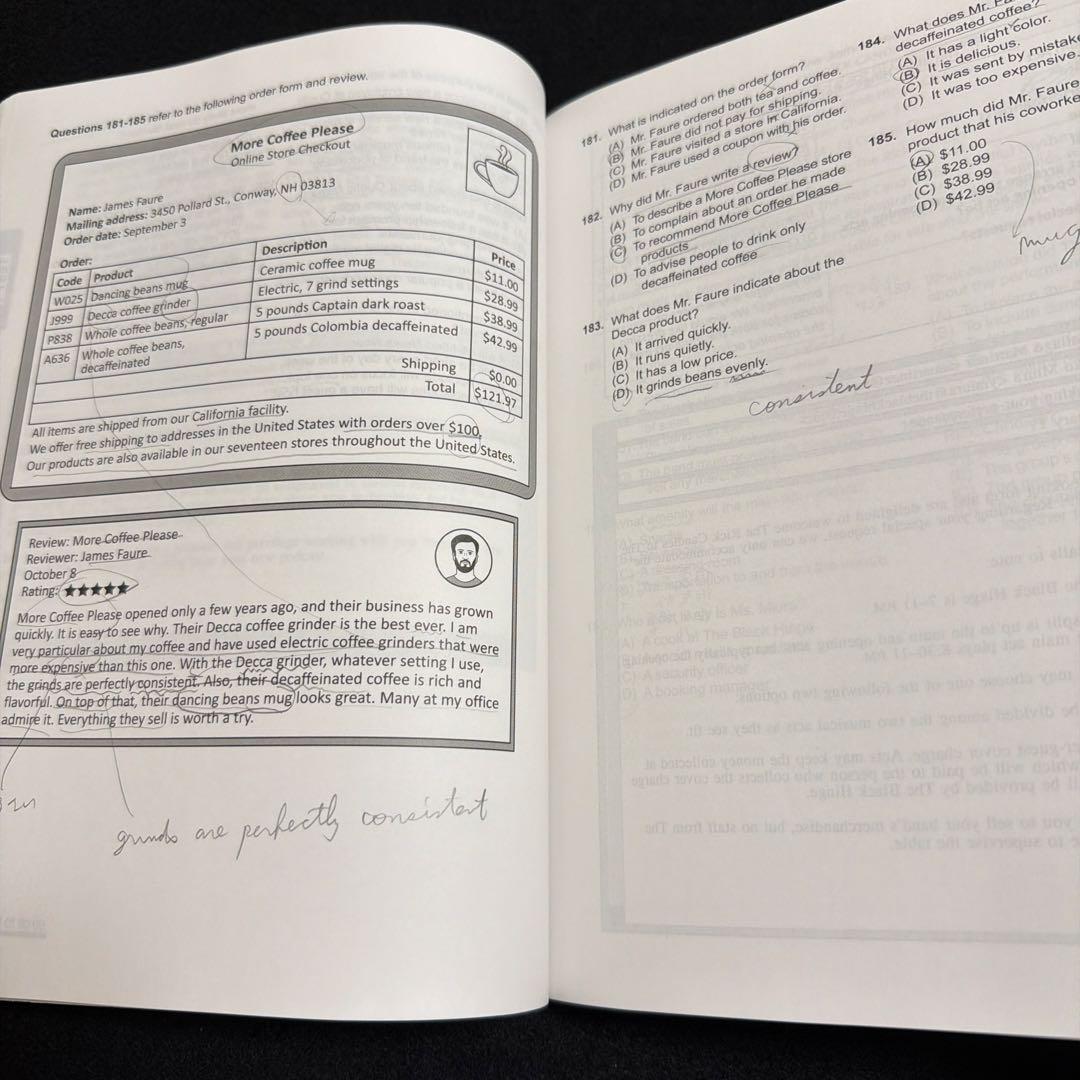 Questions 181-185 refer to the following order form and review.
More Coffee Please
Online Store Checkout
Name: James Faure
Mailing address: 3450 Pollard St., Conway, NH 03813
Order date: September 3
Order:
Code Product Description Price
W025 Dancing beans mug Ceramic coffee mug $11.00
J999 Decca coffee grinder Electric, 7 grind settings $28.99
P838 Whole coffee beans, regular 5 pounds Captain dark roast $38.99
A636 Whole coffee beans, decaffeinated 5 pounds Colombia decaffeinated $42.99
Shipping $0.00
Total $121.97
All items are shipped from our California facility.
We offer free shipping to addresses in the United States with orders over $100.
Our products are also available in our seventeen stores throughout the United States.
Review: More Coffee Please
Reviewer: James Faure
October 8
Rating: ★★★★★
More Coffee Please opened only a few years ago, and their business has grown
quickly. It is easy to see why. Their Decca coffee grinder is the best ever. I am
very particular about my coffee and have used electric coffee grinders that were
more expensive than this one. With the Decca grinder, whatever setting I use,
the grinds are perfectly consistent. Also, their decaffeinated coffee is rich and
flavorful. On top of that, their dancing beans mug looks great. Many at my office
admire it. Everything they sell is worth a try.
grinds are perfectly consistent
181. What is indicated on the order form?
(A) Mr. Faure ordered both tea and coffee.
(B) Mr. Faure did not pay for shipping.
(C) Mr. Faure visited a store in California.
(D) Mr. Faure used a coupon with his order.
182. Why did Mr. Faure write a review?
(A) To describe a More Coffee Please store
(B) To complain about an order he made
(C) To recommend More Coffee Please
products
(D) To advise people to drink only
decaffeinated coffee
183. What does Mr. Faure indicate about the
Decca product?
(A) It arrived quickly.
(B) It runs quietly.
(C) It has a low price.
(D) It grinds beans evenly.
consistent
184. What does Mr.
decaffeinated coffee?
(A) It has a light color.
(B) It is delicious.
(C) It was sent by mistake
(D) It was too expensive.
185. How much did Mr. Faure
product that his coworke
(A) $11.00
(B) $28.99
(C) $38.99
(D) $42.99
mug